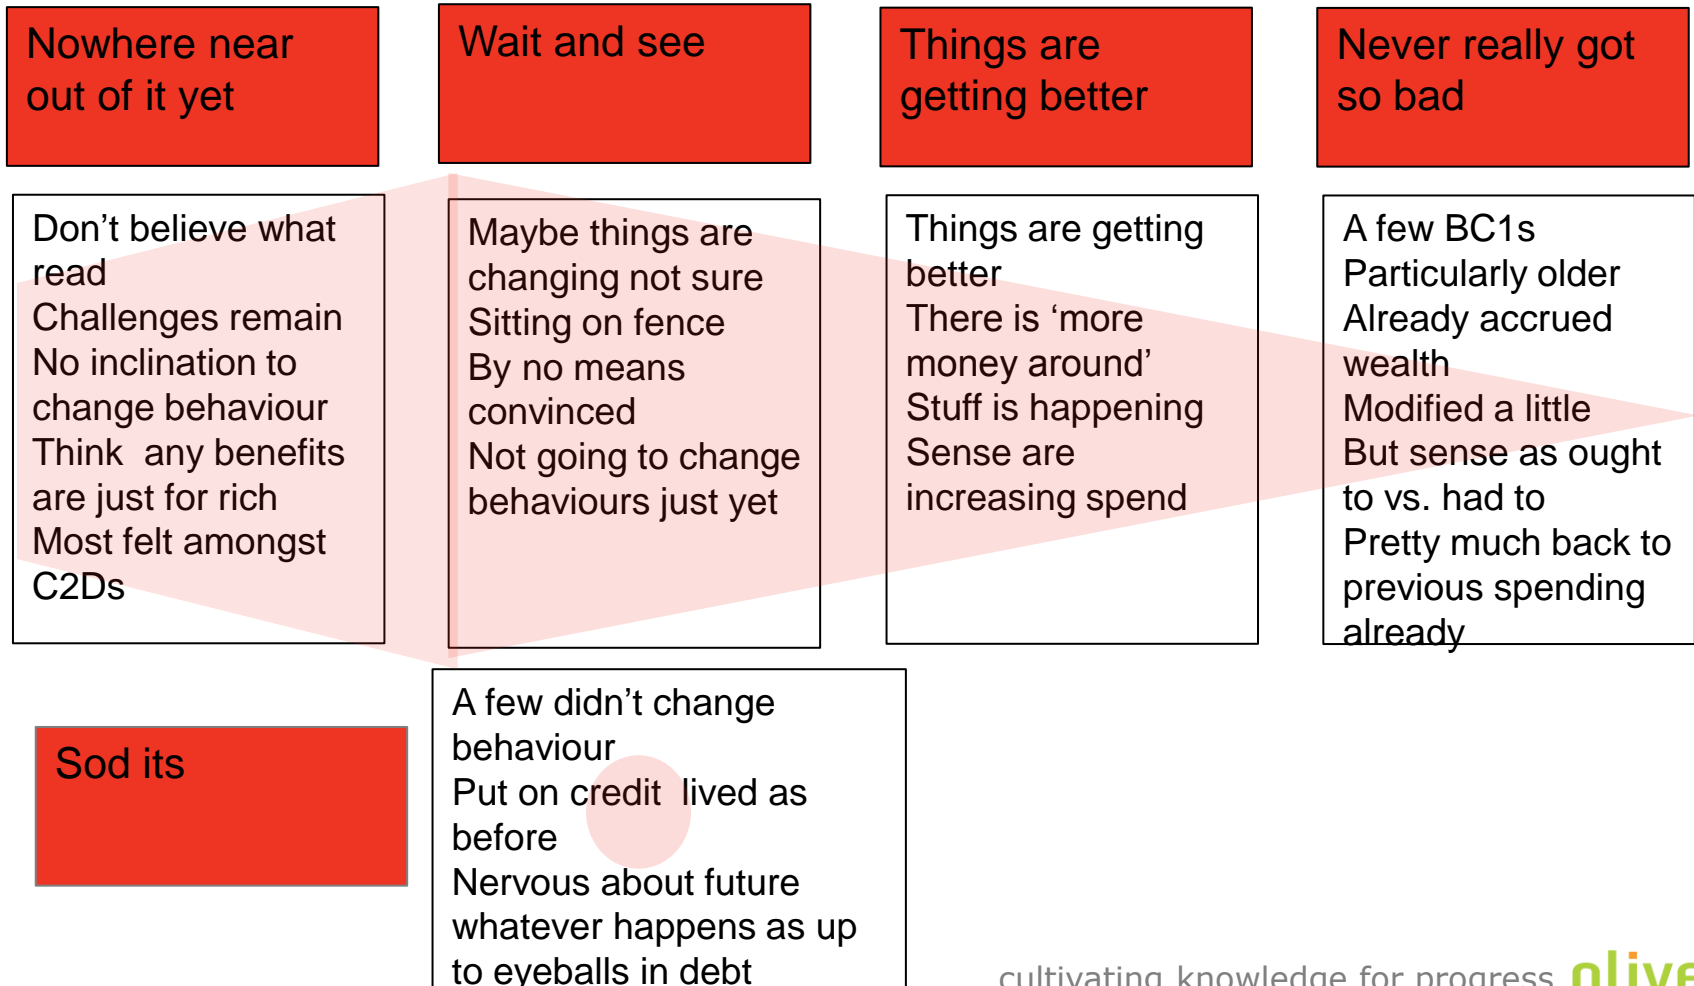 Nowhere near
out of it yet
Wait and see
Things are
getting better
Never really got
so bad
Don’t believe what
read
Challenges remain
No inclination to
change behaviour
Think any benefits
are just for rich
Most felt amongst
C2Ds
Maybe things are
changing not sure
Sitting on fence
By no means
convinced
Not going to change
behaviours just yet
Things are getting
better
There is ‘more
money around’
Stuff is happening
Sense are
increasing spend
A few BC1s
Particularly older
Already accrued
wealth
Modified a little
But sense as ought
to vs. had to
Pretty much back to
previous spending
already
Sod its
A few didn’t change
behaviour
Put on credit lived as
before
Nervous about future
whatever happens as up
to eyeballs in debt
cultivating knowledge for progress olive